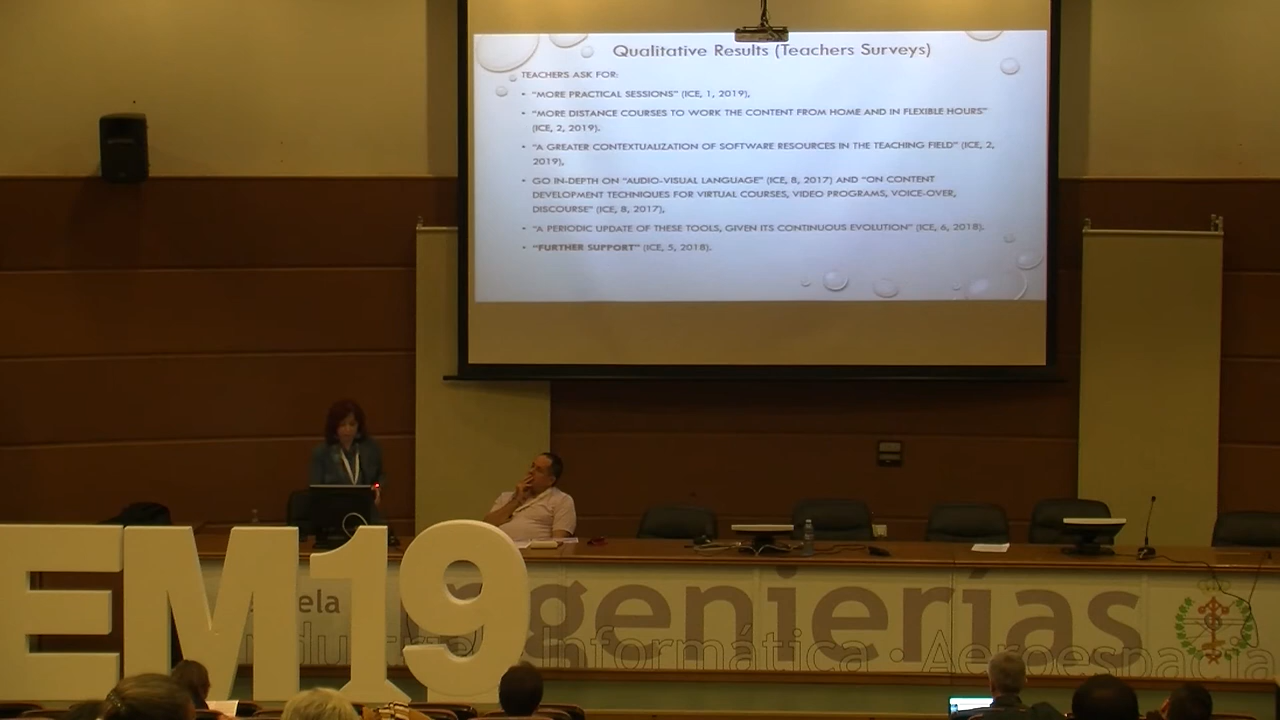 Qualitative Results (Teachers Surveys)
TEACHERS ASK FOR:
• "MORE PRACTICAL SESSIONS" (ICE, 1, 2019),
• "MORE DISTANCE COURSES TO WORK THE CONTENT FROM HOME AND IN FLEXIBLE HOURS"
(ICE, 2, 2019).
• "A GREATER CONTEXTUALIZATION OF SOFTWARE RESOURCES IN THE TEACHING FIELD" (ICE, 2,
2019),
• GO IN-DEPTH ON "AUDIO-VISUAL LANGUAGE" (ICE, 8, 2017) AND "ON CONTENT
DEVELOPMENT TECHNIQUES FOR VIRTUAL COURSES, VIDEO PROGRAMS, VOICE-OVER,
DISCOURSE" (ICE, 8, 2017),
• "A PERIODIC UPDATE OF THESE TOOLS, GIVEN ITS CONTINUOUS EVOLUTION" (ICE, 6, 2018).
• "FURTHER SUPPORT" (ICE, 5, 2018).
EM19
ela
genierías
dustr Informática • Aeroespacia